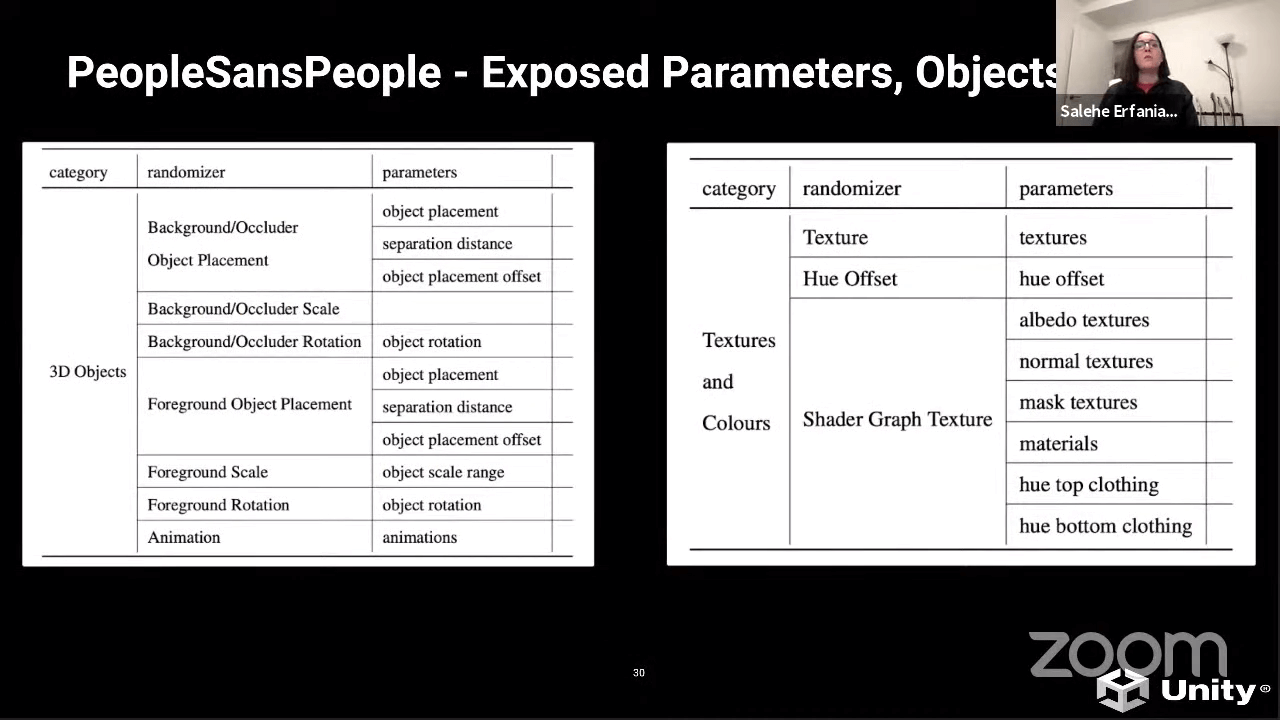 PeopleSansPeople - Exposed Parameters, Objects
Salehe Erfania...
category randomizer parameters
3D Objects
Background/Occluder
Object Placement
object placement
separation distance
object placement offset
Background/Occluder Scale
Background/Occluder Rotation object rotation
Foreground Object Placement
object placement
separation distance
object placement offset
Foreground Scale object scale range
Foreground Rotation object rotation
Animation animations
category randomizer parameters
Textures
and
Colours
Texture textures
Hue Offset hue offset
Shader Graph Texture
albedo textures
normal textures
mask textures
materials
hue top clothing
hue bottom clothing
30
zoom
Unity®